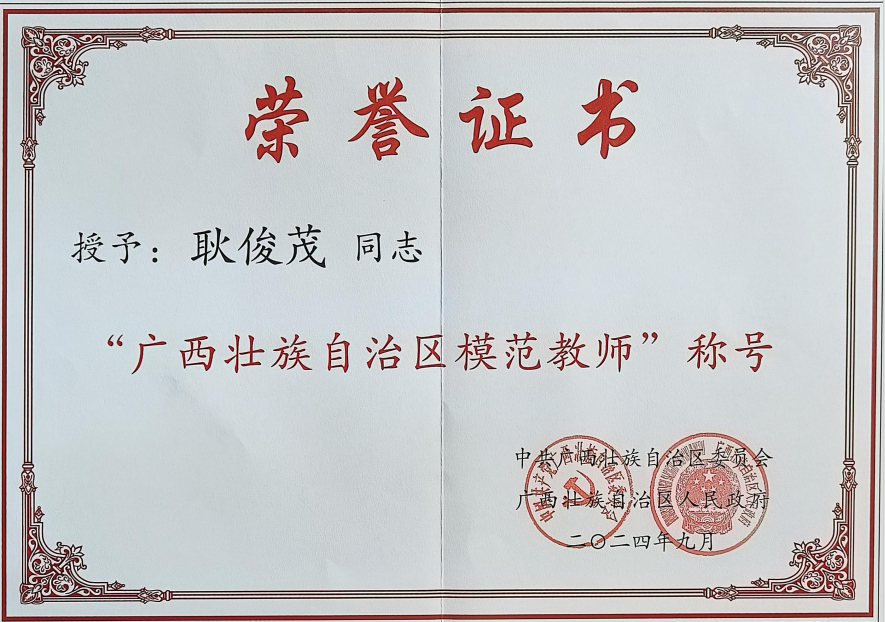 荣誉证书
授予：耿俊茂 同志
“广西壮族自治区模范教师”称号
中共广西壮族自治区委员会
广西壮族自治区人民政府
二〇二四年九月